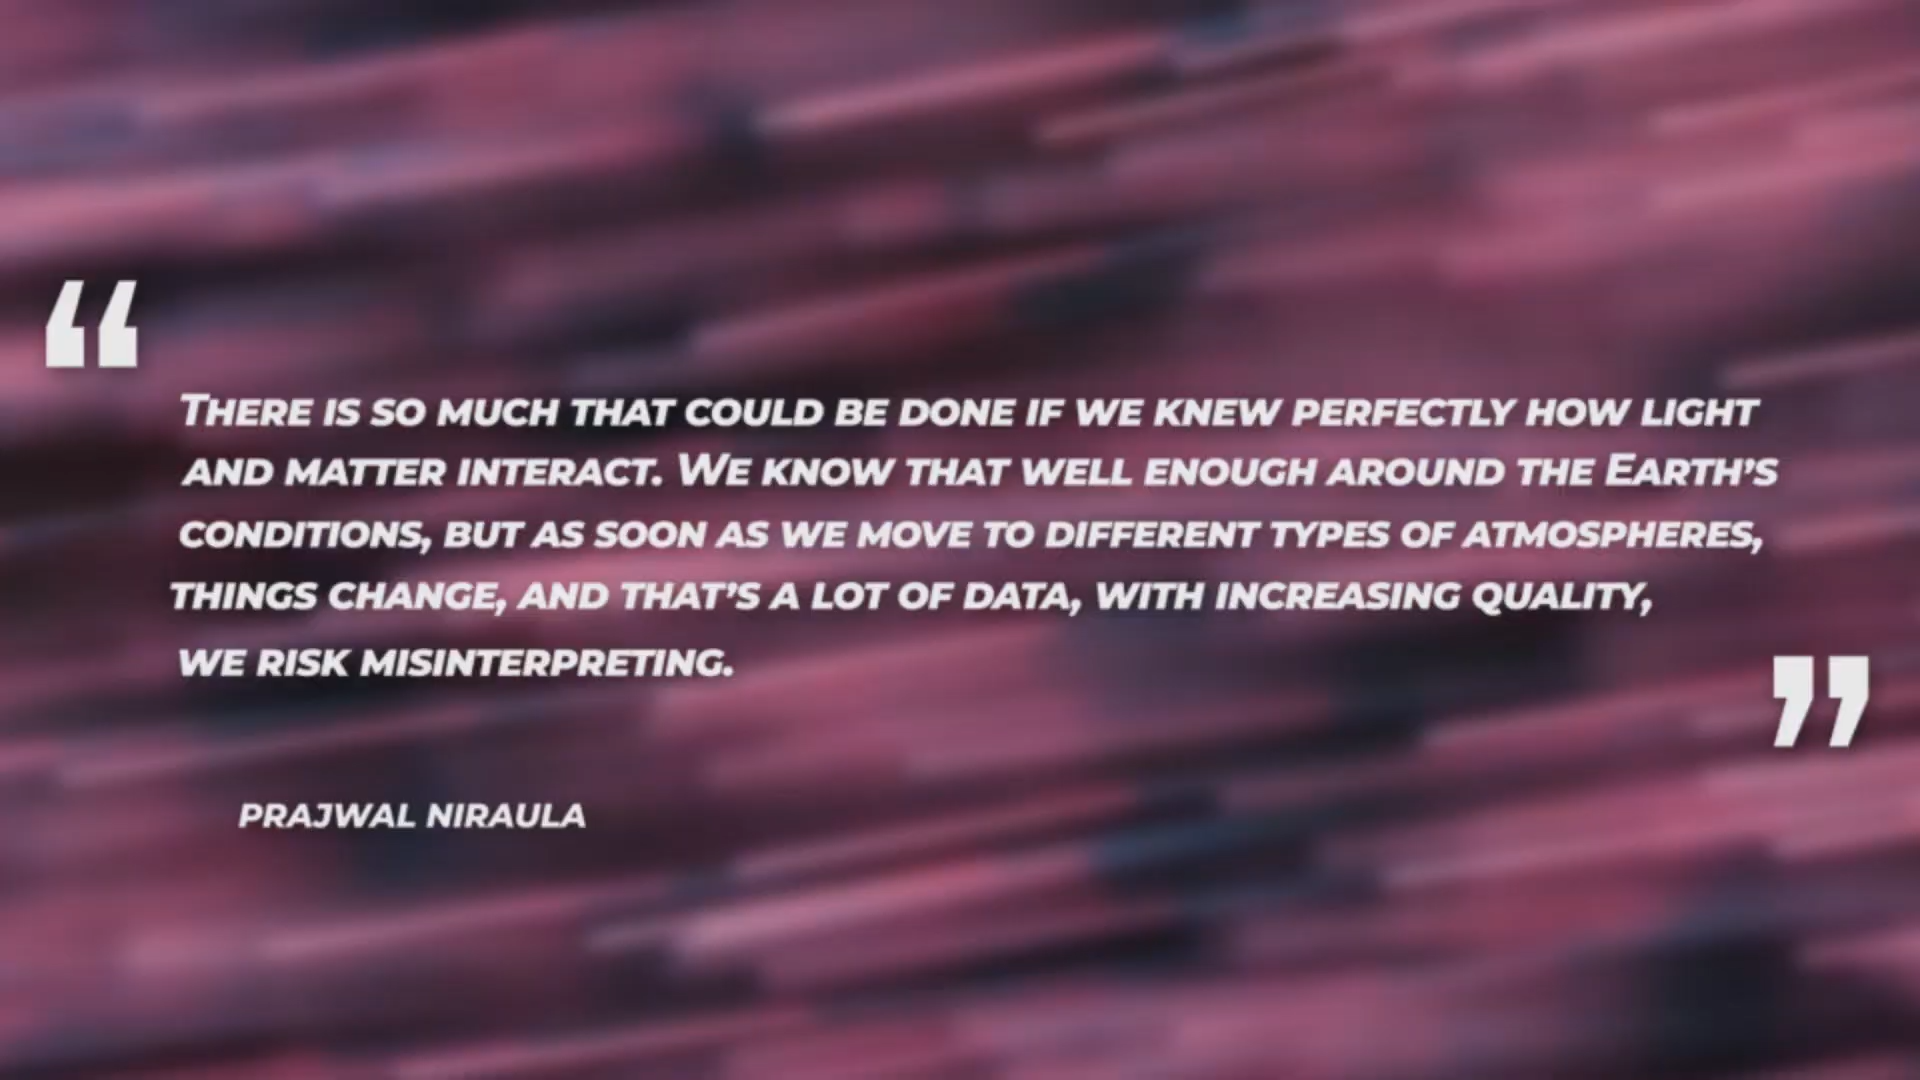 “
There is so much that could be done if we knew perfectly how light
and matter interact. We know that well enough around the Earth’s
conditions, but as soon as we move to different types of atmospheres,
things change, and that’s a lot of data, with increasing quality,
we risk misinterpreting.
”
PRAJWAL NIRAULA